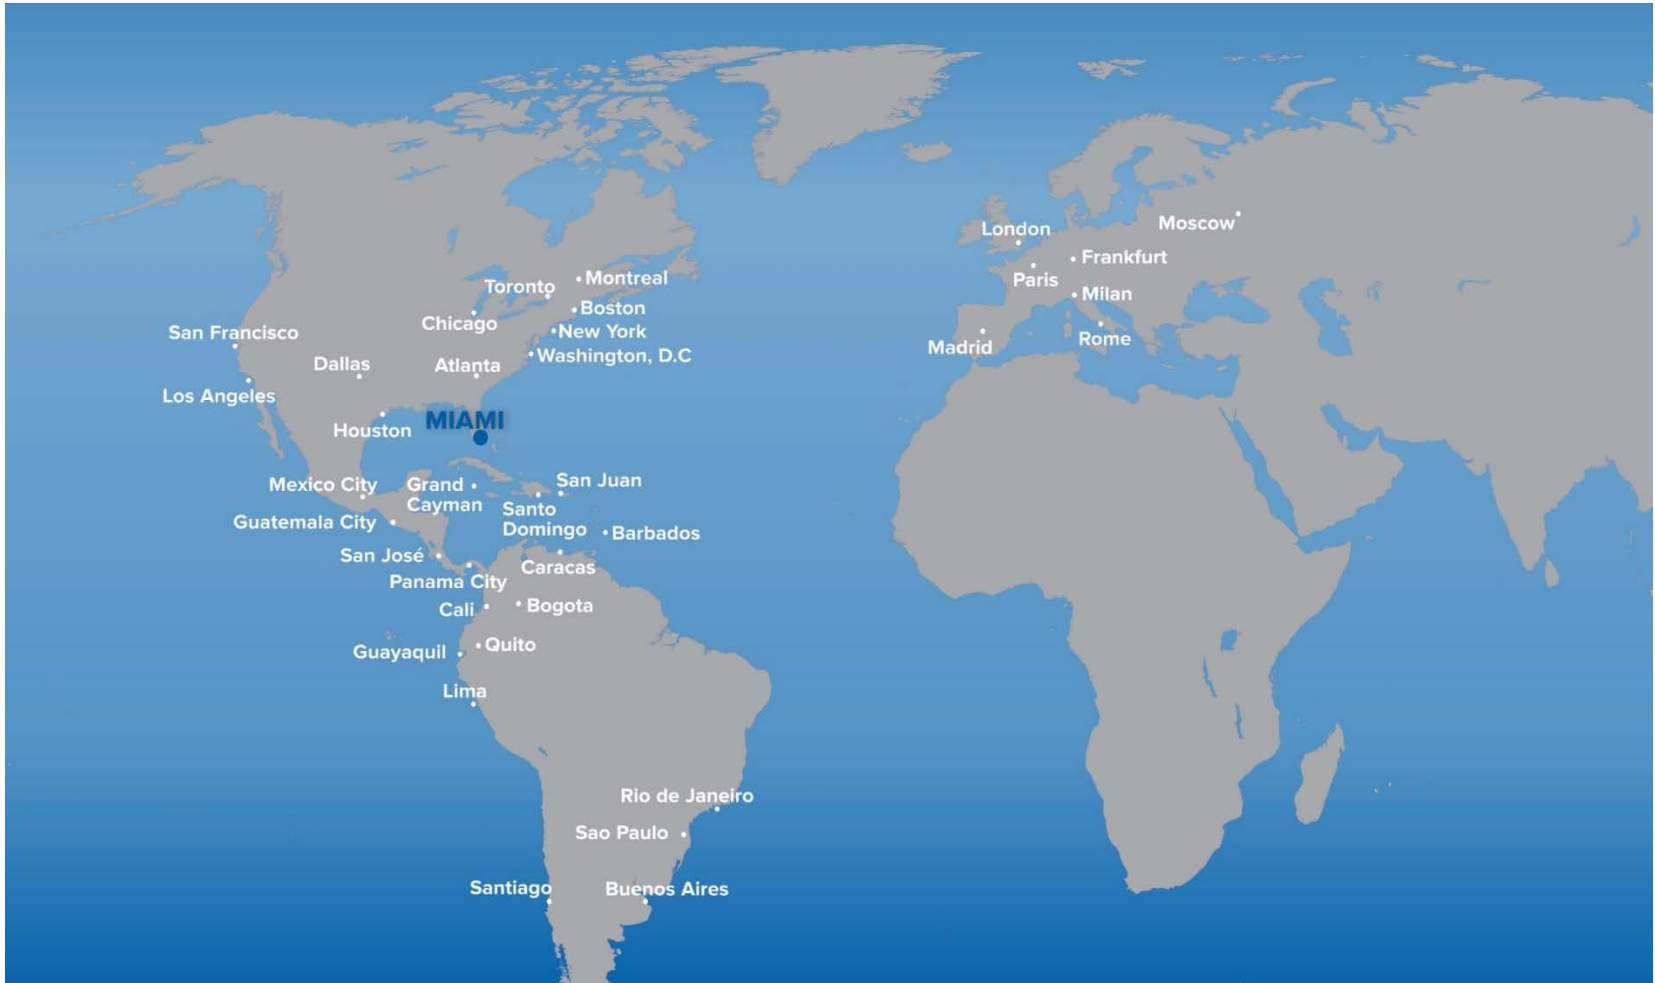 Moscow
London
Frankfurt
Montreal
Paris
Toronto
Milan
Boston
Chicago
New York
San Francisco
Rome
Madrid
Washington, D.C
Dallas
Atlanta
Los Angeles
MIAMI
Houston
San Juan
Mexico City
Grand
Cayman
Santo
Domingo
Guatemala City
Barbados
San José
Caracas
Panama City
Bogota
Cali
Quito
Guayaquil
Lima
Rio de Janeiro
Sao Paulo
Santiago
Buenos Aires